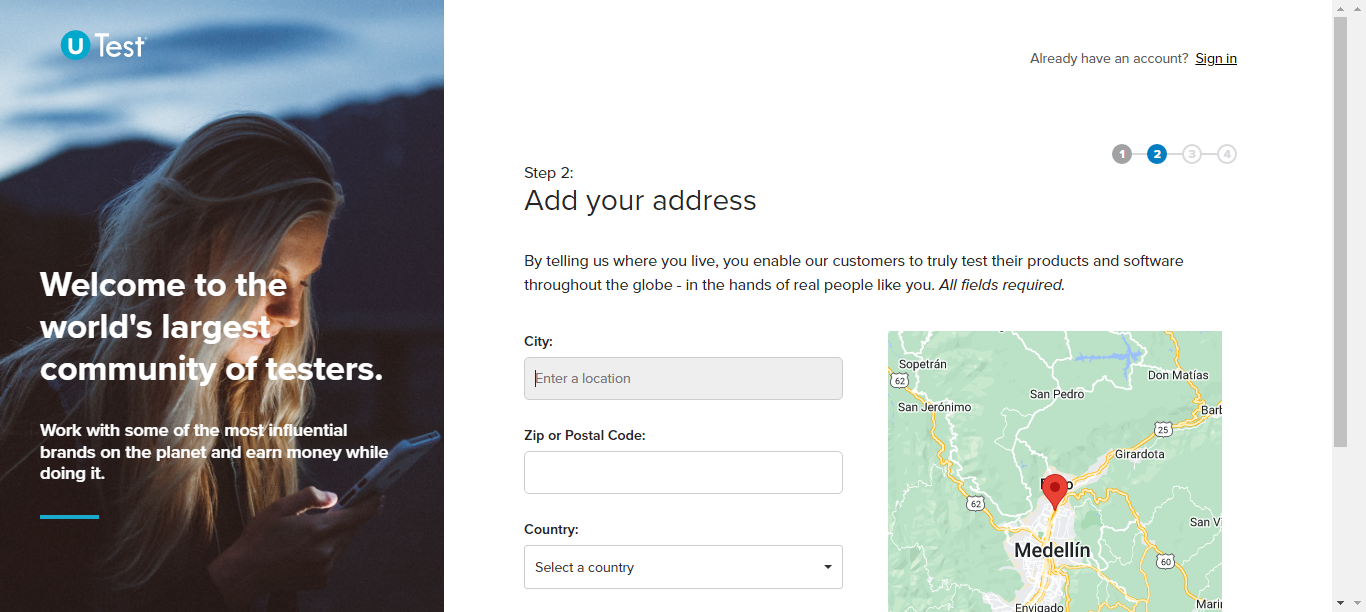 U Test
Already have an account? Sign in
1 2 3 4
Step 2:
Add your address
By telling us where you live, you enable our customers to truly test their products and software
throughout the globe - in the hands of real people like you. All fields required.
Welcome to the
world's largest
community of testers.
Work with some of the most influential
brands on the planet and earn money while
doing it.
City:
Enter a location
Zip or Postal Code:
Country:
Select a country
Sopetrán
62
San Jerónimo
San Pedro
Don Matías
Barb
25
Girardota
62
San Vi
Medellín
60
Envigado
Marin